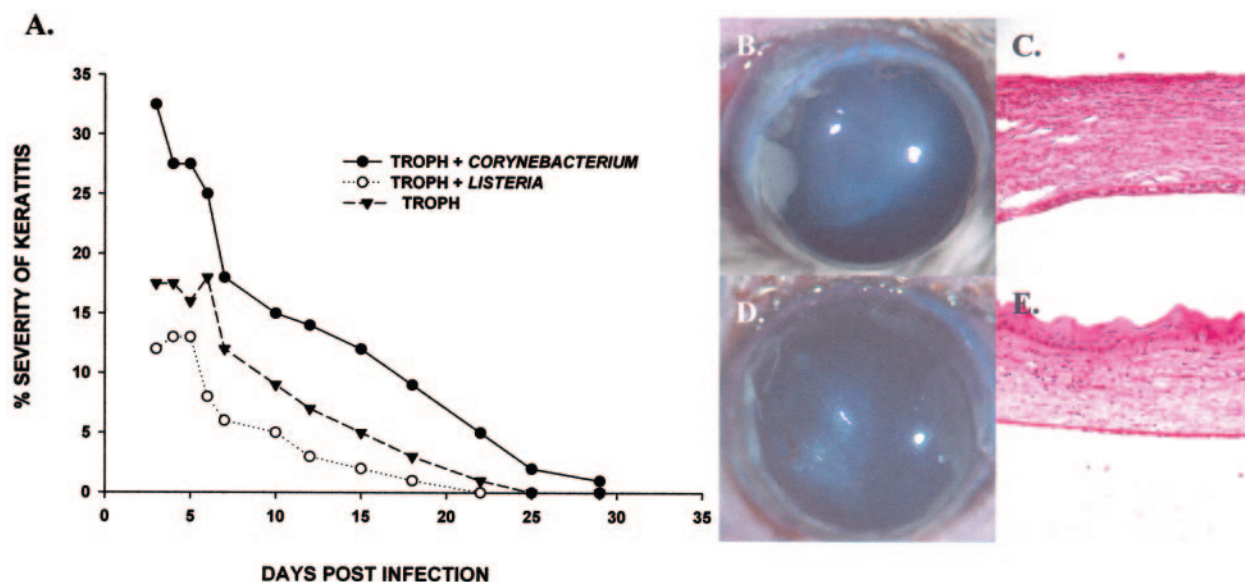 A.
% SEVERITY OF KERATITIS
35
30
25
20
15
10
5
0
TROPH + CORYNEBACTERIUM
TROPH + LISTERIA
TROPH
0 5 10 15 20 25 30 35
DAYS POST INFECTION
B.
C.
D.
E.